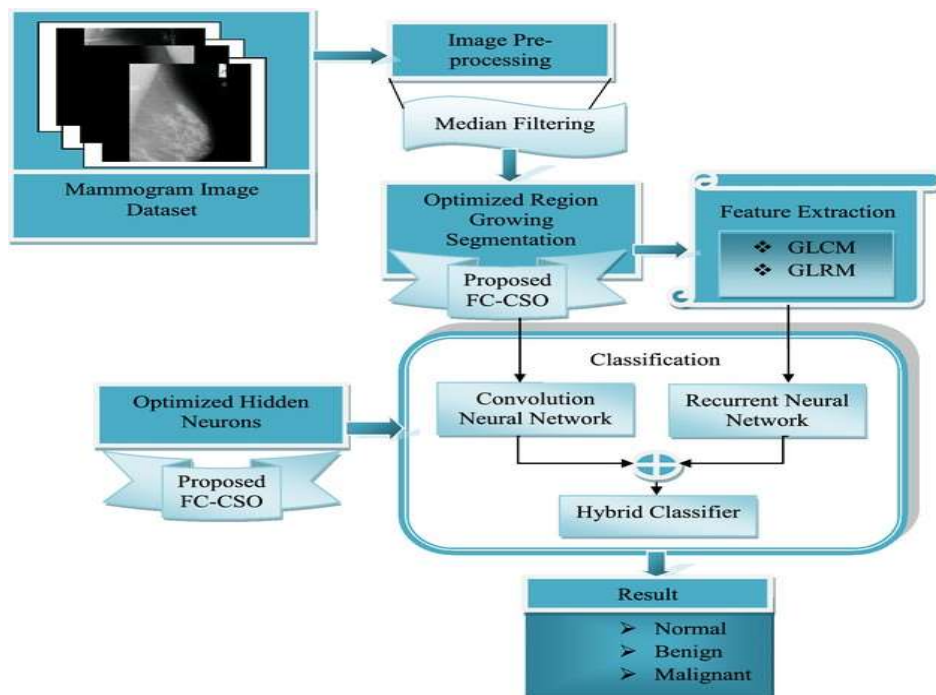 Mammogram Image
Dataset
Image Pre-
processing
Median Filtering
Optimized Region
Growing
Segmentation
Proposed
FC-CSO
Feature Extraction
❖ GLCM
❖ GLRM
Optimized Hidden
Neurons
Proposed
FC-CSO
Classification
Convolution
Neural Network
Recurrent Neural
Network
Hybrid Classifier
Result
➢ Normal
➢ Benign
➢ Malignant